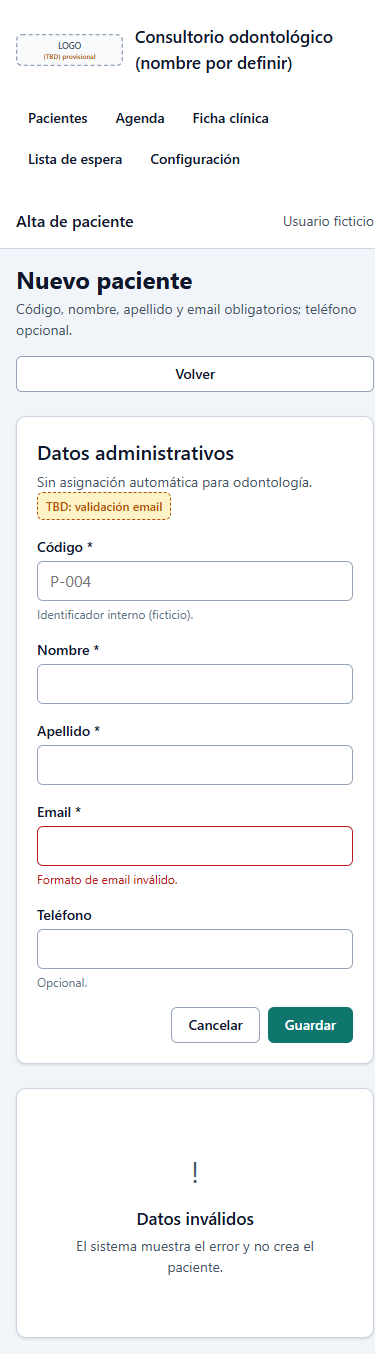 LOGO
(TBD) provisional
Consultorio odontológico
(nombre por definir)
Pacientes Agenda Ficha clínica
Lista de espera Configuración
Alta de paciente Usuario ficticio
Nuevo paciente
Código, nombre, apellido y email obligatorios; teléfono
opcional.
Volver
Datos administrativos
Sin asignación automática para odontología.
TBD: validación email
Código *
P-004
Identificador interno (ficticio).
Nombre *
Apellido *
Email *
Formato de email inválido.
Teléfono
Opcional.
Cancelar Guardar
!
Datos inválidos
El sistema muestra el error y no crea el
paciente.